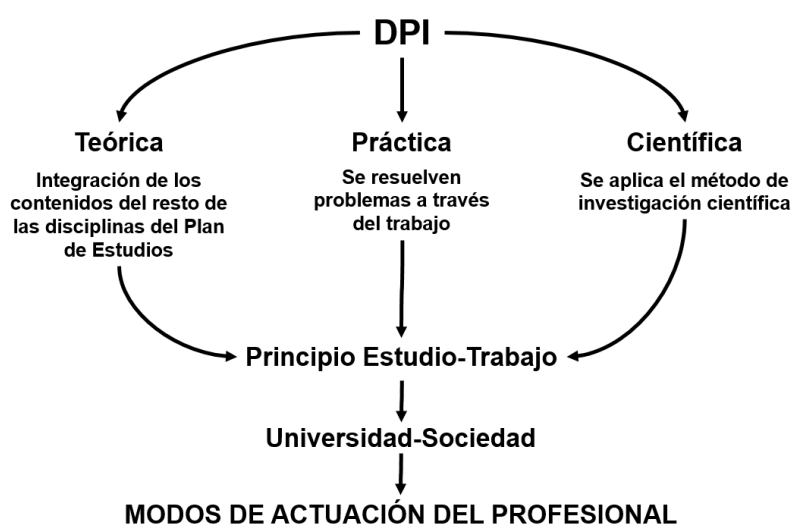 DPI
Teórica
Integración de los
contenidos del resto de
las disciplinas del Plan
de Estudios
Práctica
Se resuelven
problemas a través
del trabajo
Científica
Se aplica el método de
investigación científica
Principio Estudio-Trabajo
Universidad-Sociedad
MODOS DE ACTUACIÓN DEL PROFESIONAL